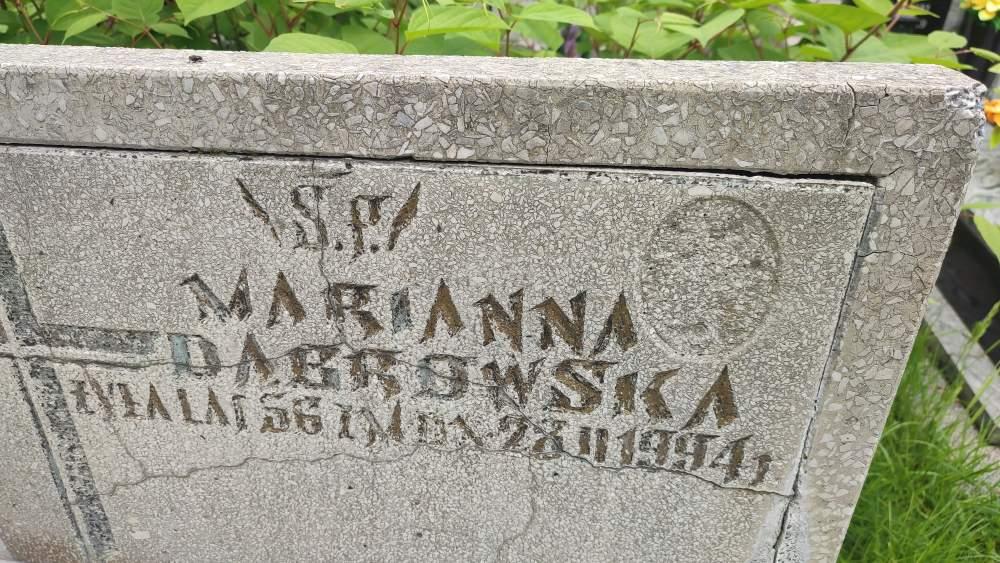 Ś.P.
MARIANNA
DĄBROWSKA
ŻYŁA LAT 56 ZM. DN. 28 II 1994 r